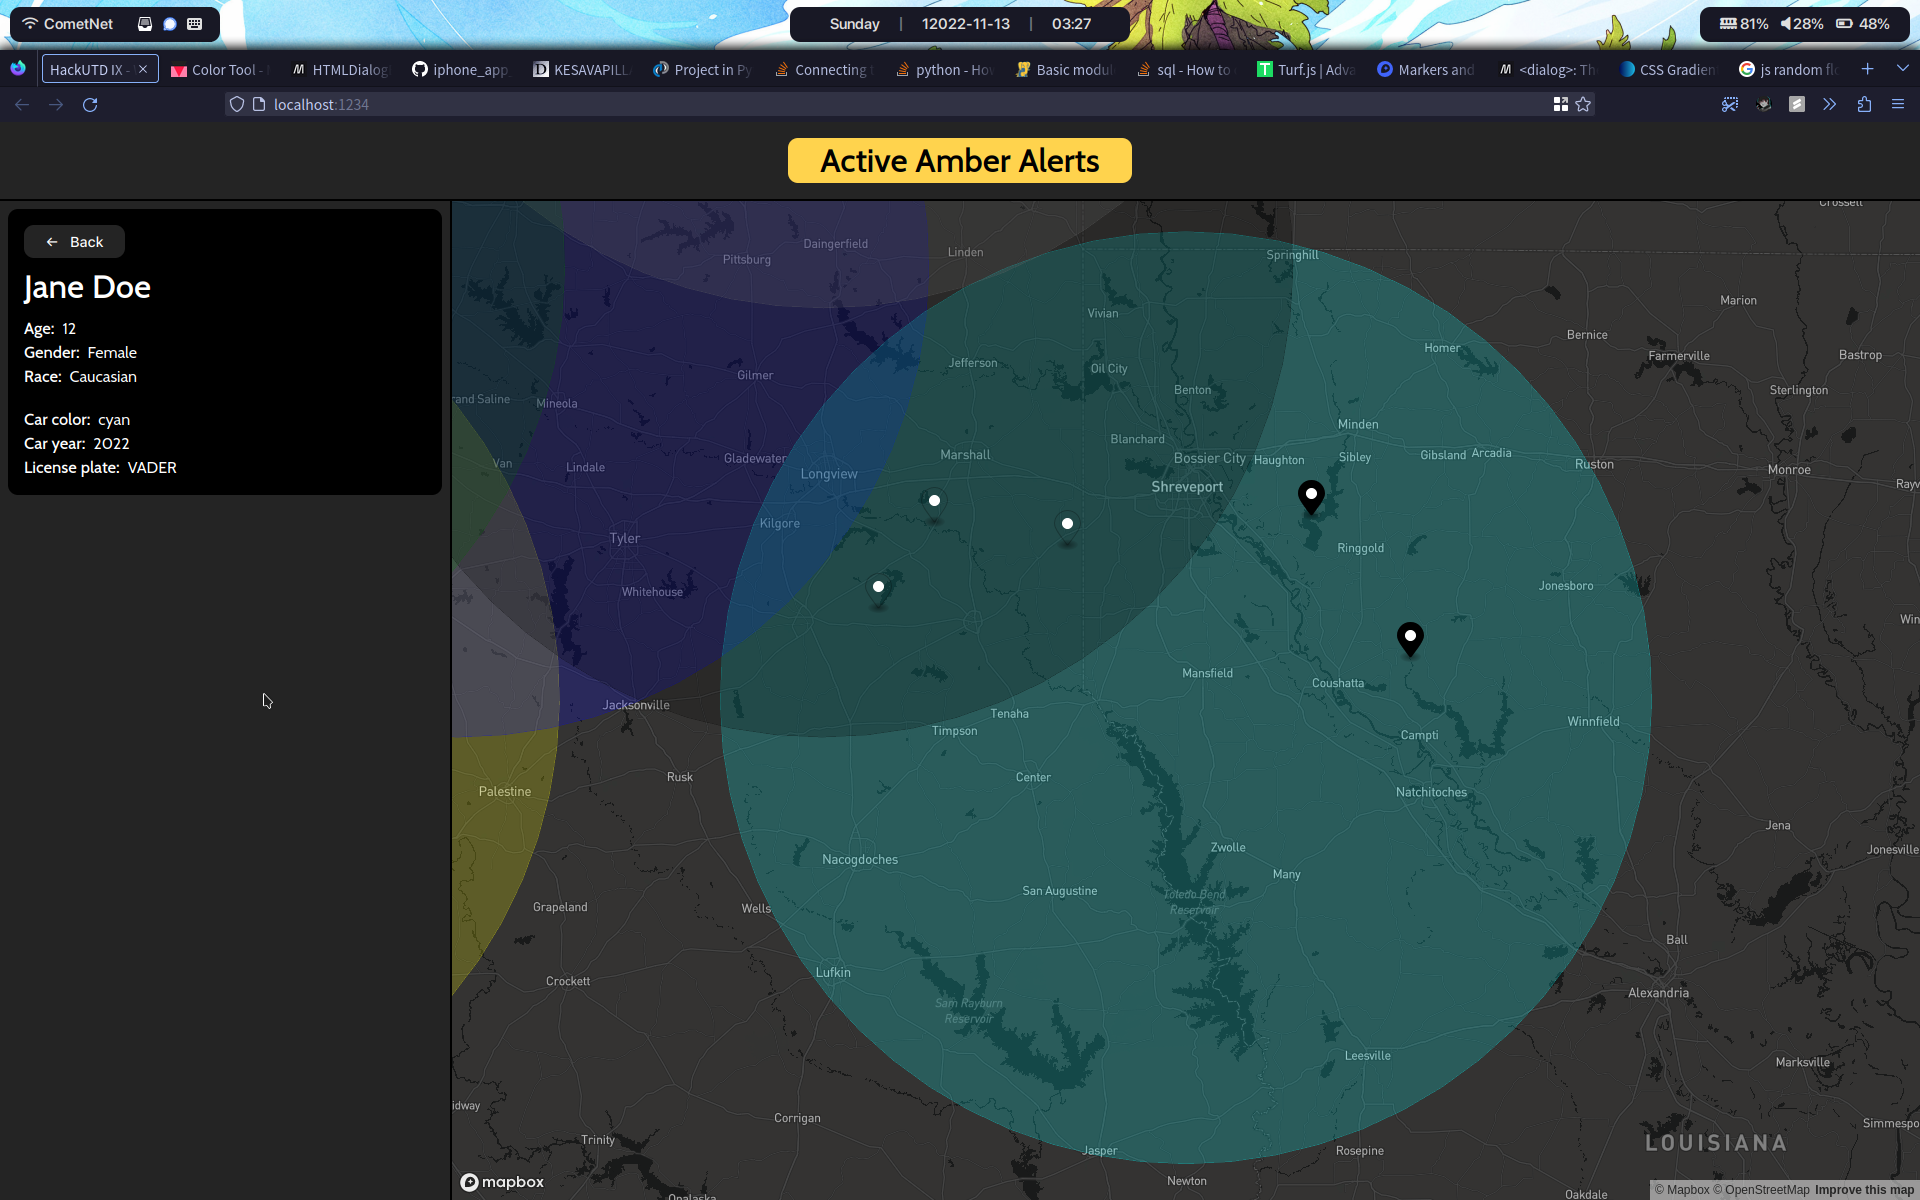 CometNet
Sunday | 12022-11-13 | 03:27
81% 28% 48%
HackUTD IX -
Color Tool -
HTMLDialog
iphone_app
KESAVAPILL
Project in Py
Connecting
python - How
Basic modul
sql - How to
Turf.js | Adva
Markers and
<dialog>: Th
CSS Gradien
js random fl
localhost:1234
Active Amber Alerts
← Back
Jane Doe
Age: 12
Gender: Female
Race: Caucasian
Car color: cyan
Car year: 2022
License plate: VADER
Crossett
Daingerfield
Linden
Springhill
Pittsburg
Marion
Vivian
Bernice
Homer
Farmerville
Bastrop
Jefferson
Oil City
Gilmer
Benton
Sterlington
rand Saline
Mineola
Minden
Blanchard
Marshall
Gladewater
Bossier City
Haughton
Sibley
Gibsland
Arcadia
Ruston
Van
Lindale
Longview
Monroe
Shreveport
Rayv
Kilgore
Tyler
Ringgold
Whitehouse
Jonesboro
Win
Mansfield
Coushatta
Jacksonville
Tenaha
Winnfield
Timpson
Campti
Rusk
Center
Palestine
Natchitoches
Jena
Zwolle
Jonesville
Nacogdoches
Many
San Augustine
Toledo Bend
Reservoir
Grapeland
Wells
Ball
Lufkin
Crockett
Alexandria
Sam Rayburn
Reservoir
Leesville
Marksville
idway
Corrigan
Simmespo
Trinity
LOUISIANA
Jasper
Rosepine
mapbox
Newton
Opalaska
Oakdale
© Mapbox © OpenStreetMap Improve this map